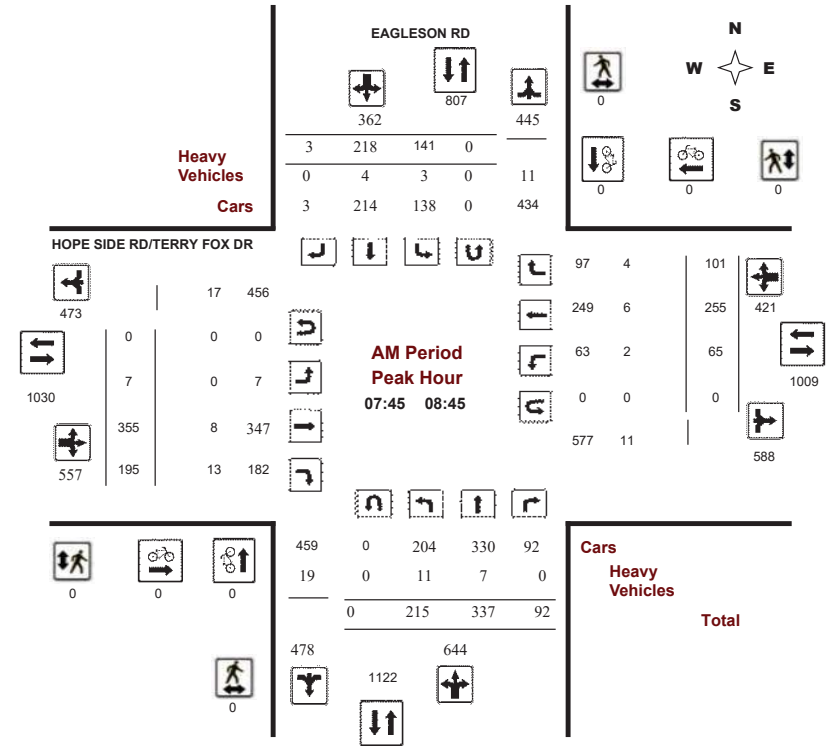 EAGLESON RD
N
W E
S
807
0
362 445
3 218 141 0
Heavy
Vehicles
0 4 3 0 11
0 0 0
Cars
3 214 138 0 434
HOPE SIDE RD/TERRY FOX DR
97 4 101
17 456
473
249 6 255 421
0 0 0
AM Period
63 2 65
Peak Hour
1009
7 0 7
1030
07:45 08:45
0 0 0
355 8 347
577 11
588
557
195 13 182
459 0 204 330 92
Cars
19 0 11 7 0
Heavy
Vehicles
0 0 0
0 215 337 92
Total
478 644
1122
0